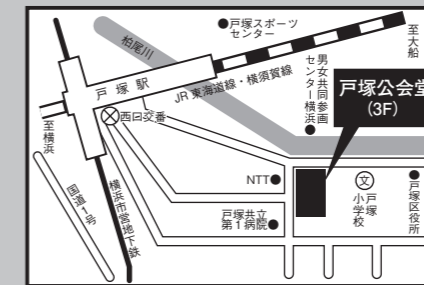 ●戸塚スポーツ
センター
至大船
柏尾川
戸塚駅
JR東海道線・横須賀線
男女共同参画
センター横浜●
戸塚公会堂
(3F)
西口交番
至横浜
国道1号
横浜市営地下鉄
NTT●
戸塚共立
第1病院●
文
戸塚
小学校
●戸塚区役所